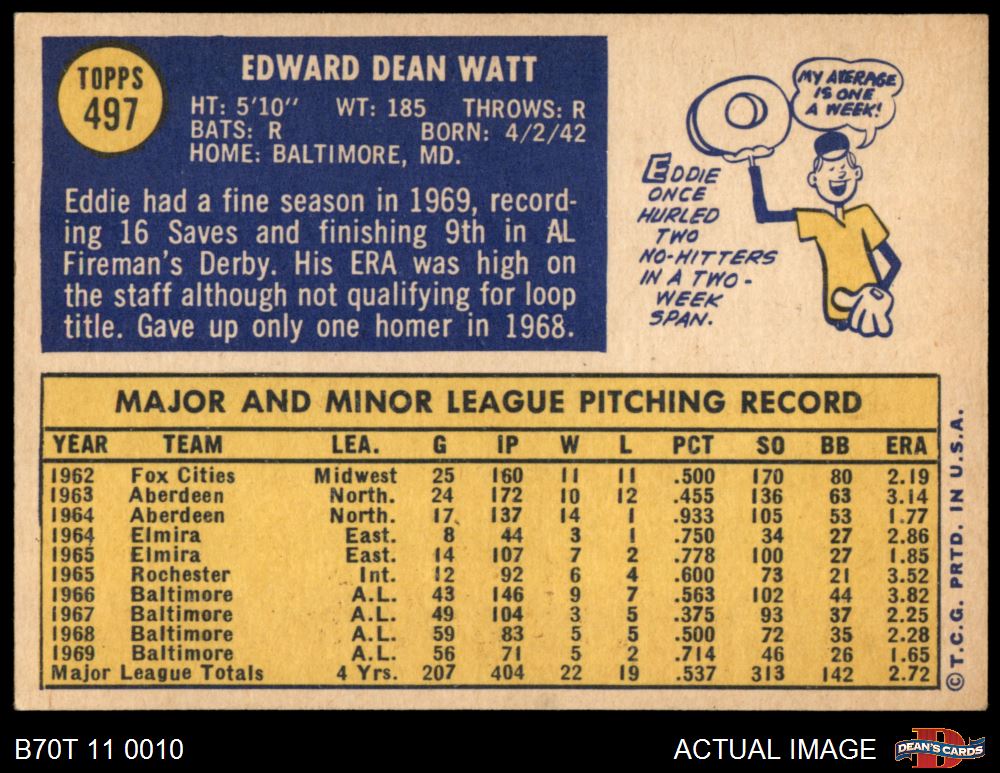 TOPPS
497
EDWARD DEAN WATT
HT: 5'10" WT: 185 THROWS: R
BATS: R BORN: 4/2/42
HOME: BALTIMORE, MD.
Eddie had a fine season in 1969, record-
ing 16 Saves and finishing 9th in AL
Fireman's Derby. His ERA was high on
the staff although not qualifying for loop
title. Gave up only one homer in 1968.
MY AVERAGE
IS ONE
A WEEK!
EDDIE
ONCE
HURLED
TWO
NO-HITTERS
IN A TWO-
WEEK
SPAN.
MAJOR AND MINOR LEAGUE PITCHING RECORD
YEAR TEAM LEA. G IP W L PCT SO BB ERA
1962 Fox Cities Midwest 25 160 11 11 .500 170 80 2.19
1963 Aberdeen North. 24 172 10 12 .455 136 63 3.14
1964 Aberdeen North. 17 137 14 1 .933 105 53 1.77
1964 Elmira East. 8 44 3 1 .750 34 27 2.86
1965 Elmira East. 14 107 7 2 .778 100 27 1.85
1965 Rochester Int. 12 92 6 4 .600 73 21 3.52
1966 Baltimore A.L. 43 146 9 7 .563 102 44 3.82
1967 Baltimore A.L. 49 104 3 5 .375 93 37 2.25
1968 Baltimore A.L. 59 83 5 5 .500 72 35 2.28
1969 Baltimore A.L. 56 71 5 2 .714 46 26 1.65
Major League Totals 4 Yrs. 207 404 22 19 .537 313 142 2.72
©T.C.G. PRTD. IN U.S.A.
B70T 11 0010
ACTUAL IMAGE
DEAN'S CARDS